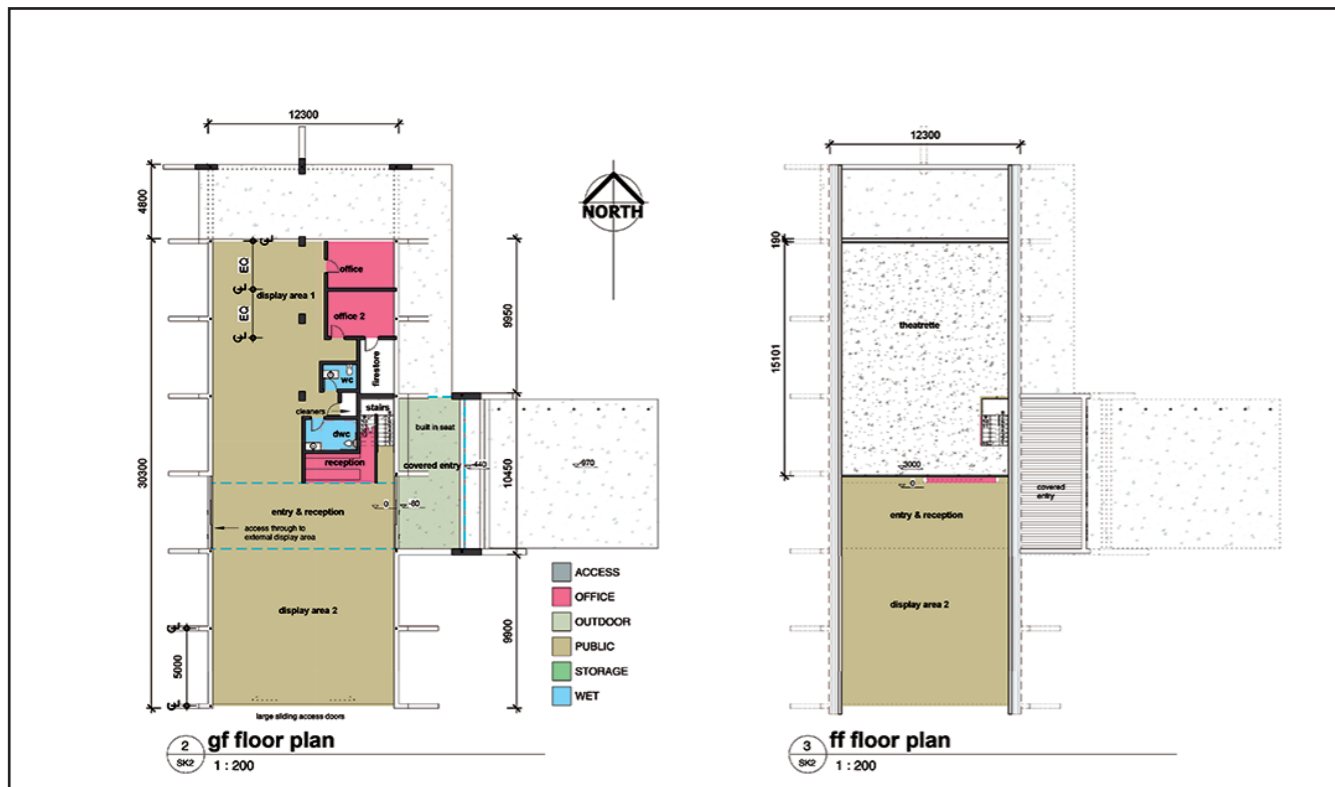 12300
4800
EQ
EQ
display area 1
office
office 2
9950
firestore
wc
cleaners
stairs
dwc
built in seat
reception
covered entry
-440
-970
10450
30300
0
-60
entry & reception
access through to
external display area
display area 2
5000
9900
large sliding access doors
2
SK2
gf floor plan
1 : 200
NORTH
ACCESS
OFFICE
OUTDOOR
PUBLIC
STORAGE
WET
12300
190
15101
theatrette
3000
0
entry & reception
covered
entry
display area 2
3
SK2
ff floor plan
1 : 200